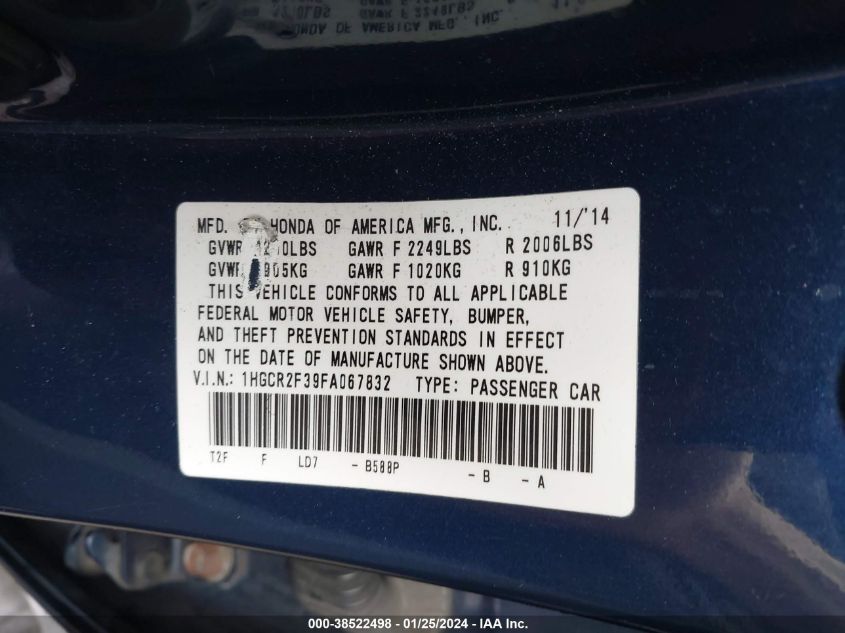 MFD. HONDA OF AMERICA MFG., INC. 11/'14
GAWR F 2249LBS R 2006LBS
GAWR F 1020KG R 910KG
THIS VEHICLE CONFORMS TO ALL APPLICABLE
FEDERAL MOTOR VEHICLE SAFETY, BUMPER,
AND THEFT PREVENTION STANDARDS IN EFFECT
ON THE DATE OF MANUFACTURE SHOWN ABOVE.
V.I.N.: 1HGCR2F39FA067832 TYPE: PASSENGER CAR
T2F F LD7 - B588P - B - A
000-38522498 - 01/25/2024 - IAAI - IAA, Inc.